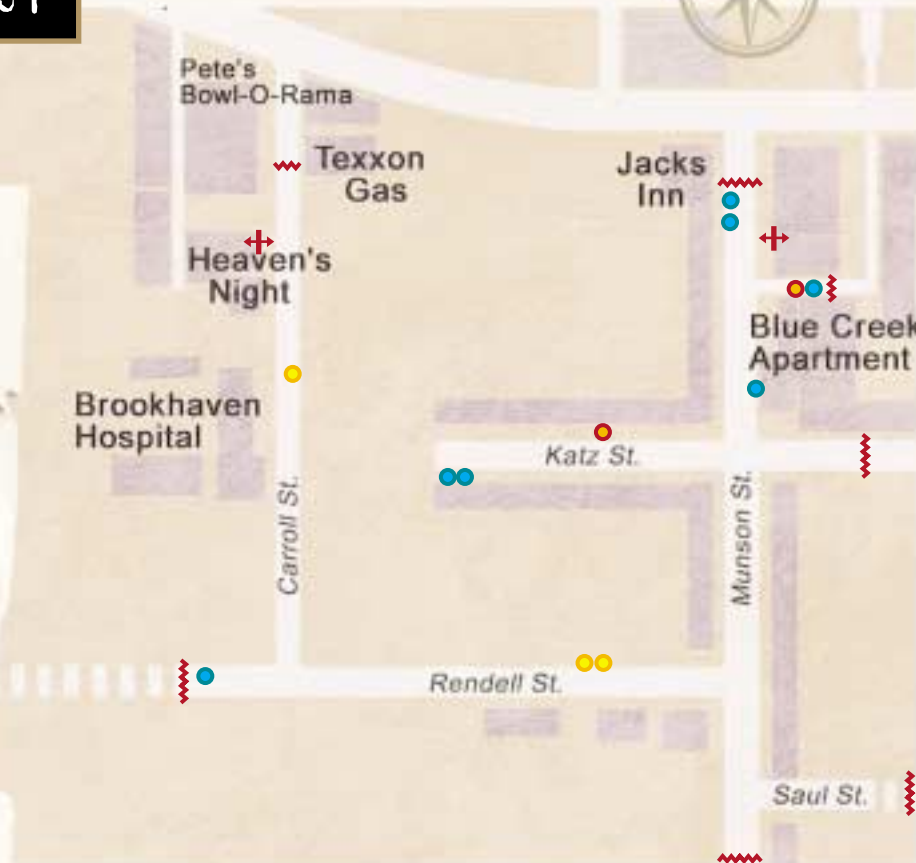 Pete's
Bowl-O-Rama
Texxon
Gas
Jacks
Inn
Heaven's
Night
Blue Creek
Apartment
Brookhaven
Hospital
Katz St.
Carroll St.
Munson St.
Rendell St.
Saul St.